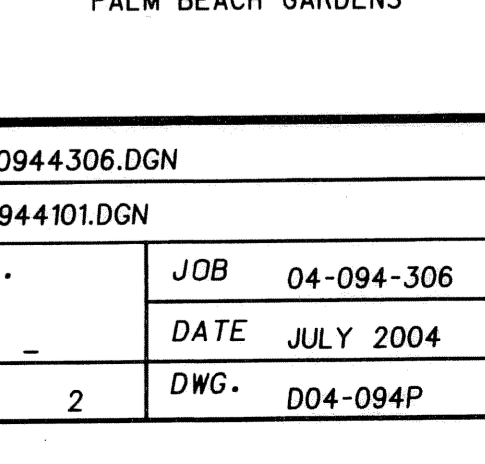 PALM BEACH GARDENS
0944306.DGN
944101.DGN
. JOB 04-094-306
_ DATE JULY 2004
2 DWG. D04-094P